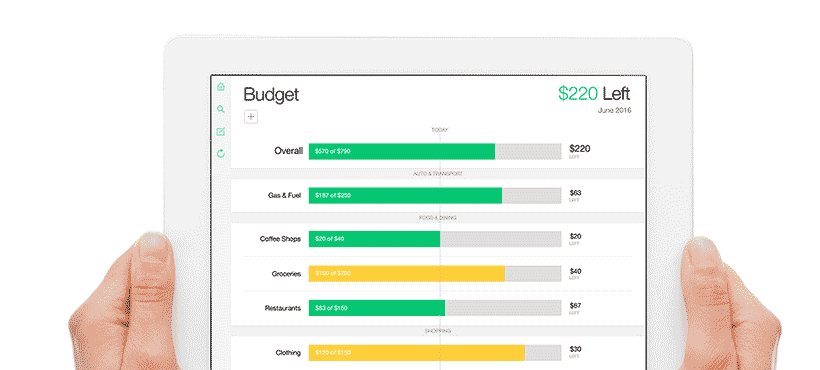 Budget
$220 Left
June 2016
+
TODAY
Overall
$570 of $790
$220
LEFT
AUTO & TRANSPORT
Gas & Fuel
$187 of $250
$63
LEFT
FOOD & DINING
Coffee Shops
$20 of $40
$20
LEFT
Groceries
$160 of $200
$40
LEFT
Restaurants
$83 of $150
$67
LEFT
SHOPPING
Clothing
$120 of $150
$30
LEFT